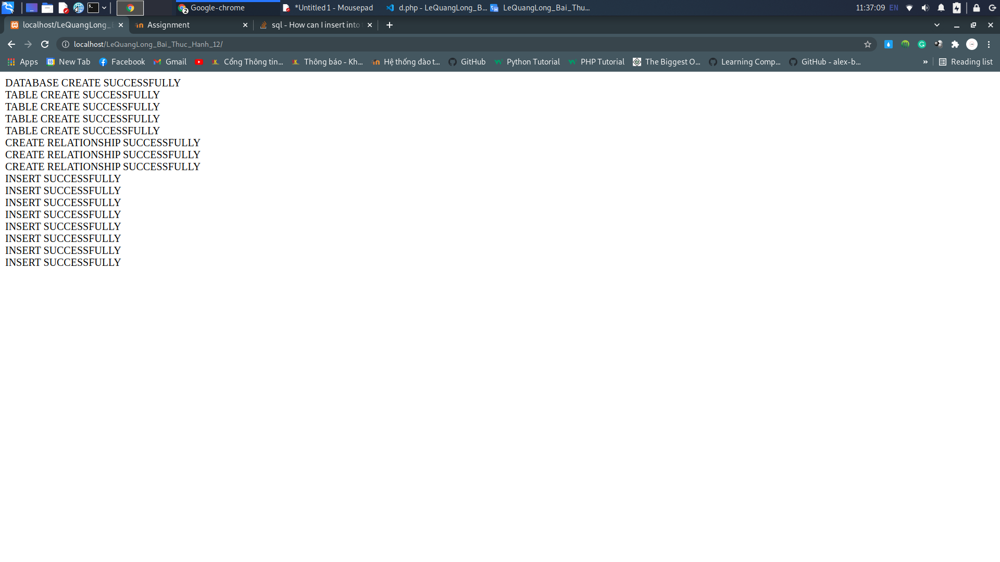 Google-chrome
*Untitled 1 - Mousepad
d.php - LeQuangLong_B...
LeQuangLong_Bai_Thu...
11:37:09 EN
localhost/LeQuangLong_
Assignment
sql - How can I insert into
localhost/LeQuangLong_Bai_Thuc_Hanh_12/
Apps
New Tab
Facebook
Gmail
Cổng Thông tin...
Thông báo - Kh...
Hệ thống đào t...
GitHub
Python Tutorial
PHP Tutorial
The Biggest O...
Learning Comp...
GitHub - alex-b...
»
Reading list
DATABASE CREATE SUCCESSFULLY
TABLE CREATE SUCCESSFULLY
TABLE CREATE SUCCESSFULLY
TABLE CREATE SUCCESSFULLY
TABLE CREATE SUCCESSFULLY
CREATE RELATIONSHIP SUCCESSFULLY
CREATE RELATIONSHIP SUCCESSFULLY
CREATE RELATIONSHIP SUCCESSFULLY
INSERT SUCCESSFULLY
INSERT SUCCESSFULLY
INSERT SUCCESSFULLY
INSERT SUCCESSFULLY
INSERT SUCCESSFULLY
INSERT SUCCESSFULLY
INSERT SUCCESSFULLY
INSERT SUCCESSFULLY